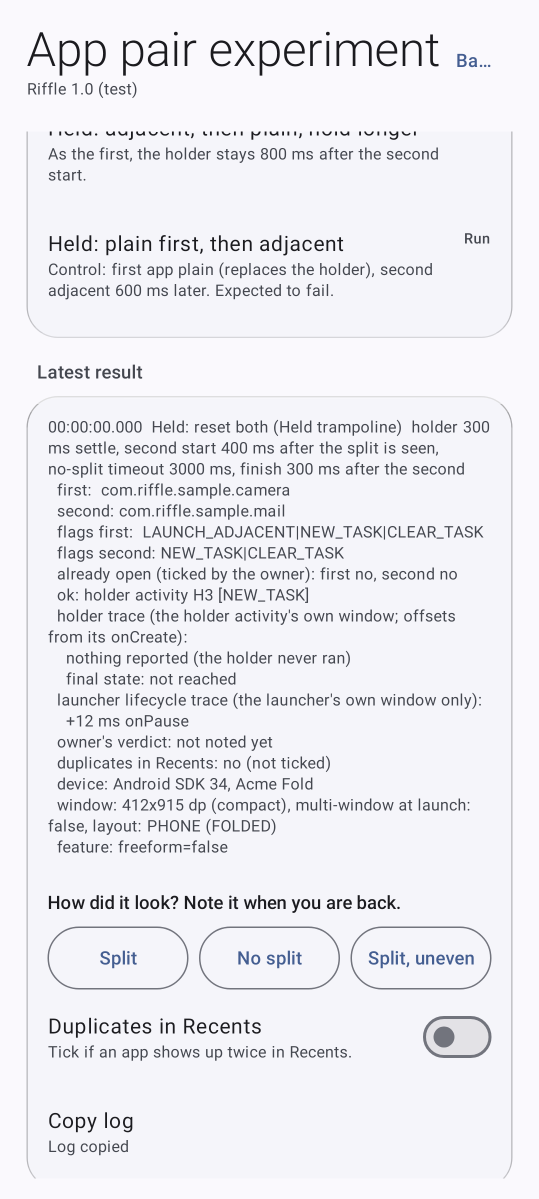 App pair experiment
Ba…
Riffle 1.0 (test)
Held: adjacent, then plain, hold longer
As the first, the holder stays 800 ms after the second
start.
Held: plain first, then adjacent
Run
Control: first app plain (replaces the holder), second
adjacent 600 ms later. Expected to fail.
Latest result
00:00:00.000  Held: reset both (Held trampoline)  holder 300
ms settle, second start 400 ms after the split is seen,
no-split timeout 3000 ms, finish 300 ms after the second
first:  com.riffle.sample.camera
second: com.riffle.sample.mail
flags first:  LAUNCH_ADJACENT|NEW_TASK|CLEAR_TASK
flags second: NEW_TASK|CLEAR_TASK
already open (ticked by the owner): first no, second no
ok: holder activity H3 [NEW_TASK]
holder trace (the holder activity's own window; offsets
from its onCreate):
nothing reported (the holder never ran)
final state: not reached
launcher lifecycle trace (the launcher's own window only):
+12 ms onPause
owner's verdict: not noted yet
duplicates in Recents: no (not ticked)
device: Android SDK 34, Acme Fold
window: 412x915 dp (compact), multi-window at launch:
false, layout: PHONE (FOLDED)
feature: freeform=false
How did it look? Note it when you are back.
Split
No split
Split, uneven
Duplicates in Recents
Tick if an app shows up twice in Recents.
Copy log
Log copied